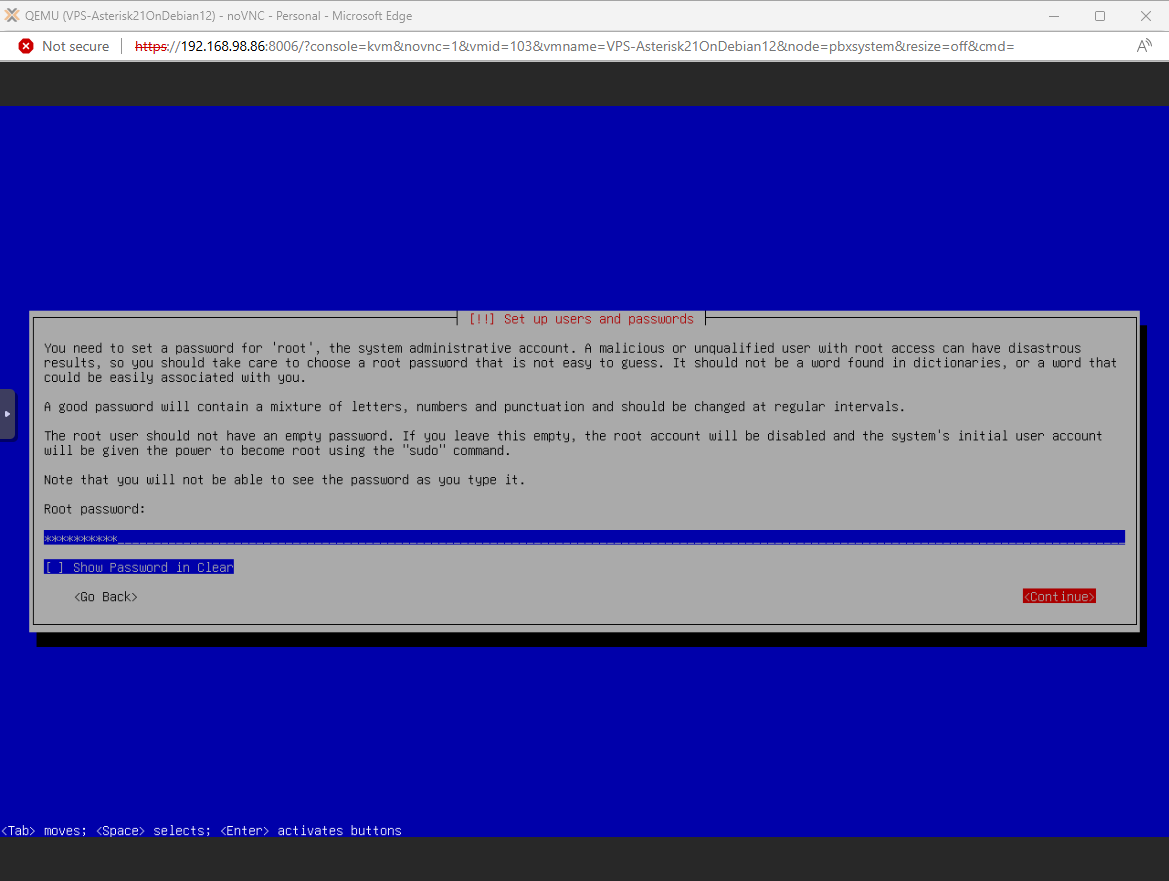 QEMU (VPS-Asterisk21OnDebian12) - noVNC - Personal - Microsoft Edge
Not secure
https://192.168.98.86:8006/?console=kvm&novnc=1&vmid=103&vmname=VPS-Asterisk21OnDebian12&node=pbxsystem&resize=off&cmd=
[!!] Set up users and passwords
You need to set a password for 'root', the system administrative account. A malicious or unqualified user with root access can have disastrous
results, so you should take care to choose a root password that is not easy to guess. It should not be a word found in dictionaries, or a word that
could be easily associated with you.
A good password will contain a mixture of letters, numbers and punctuation and should be changed at regular intervals.
The root user should not have an empty password. If you leave this empty, the root account will be disabled and the system's initial user account
will be given the power to become root using the "sudo" command.
Note that you will not be able to see the password as you type it.
Root password:
**********
[ ] Show Password in Clear
<Go Back>
<Continue>
<Tab> moves; <Space> selects; <Enter> activates buttons